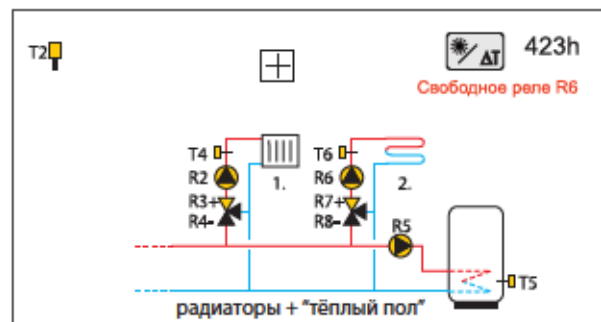 T2
ΔT
423h
Свободное реле R6
T4
T6
R2
1.
R6
2.
R3+
R7+
R4-
R8-
R5
T5
радиаторы + "тёплый пол"